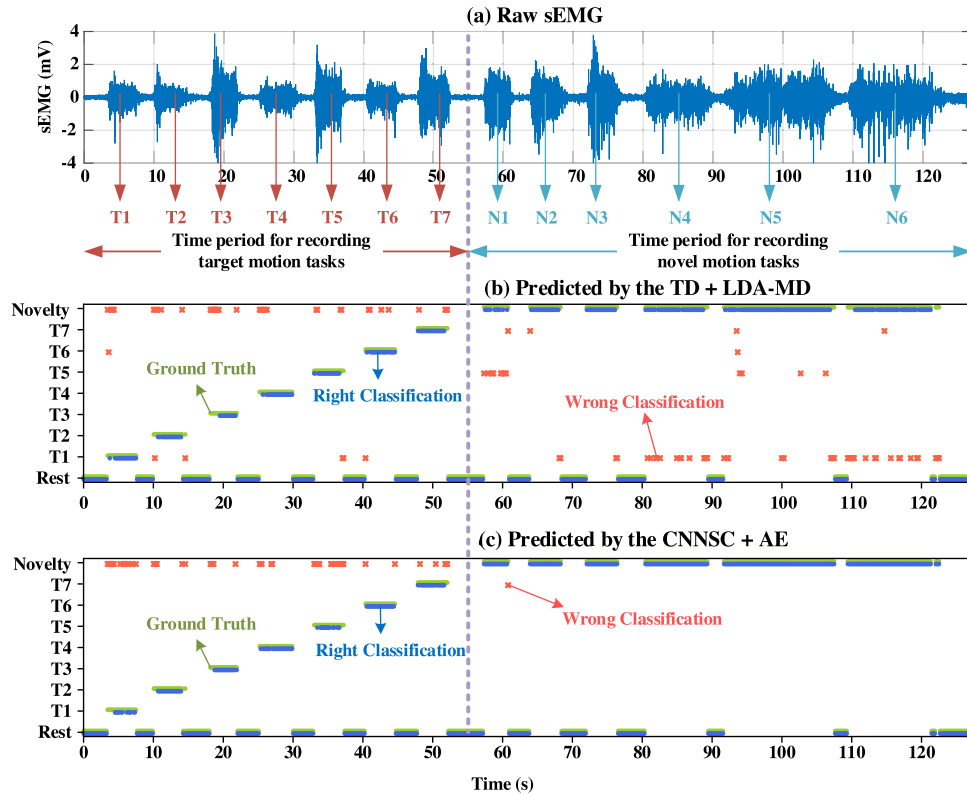 (a) Raw sEMG
sEMG (mV)
4
2
0
-2
-4
0 10 20 30 40 50 60 70 80 90 100 110 120
T1 T2 T3 T4 T5 T6 T7 N1 N2 N3 N4 N5 N6
Time period for recording
target motion tasks
Time period for recording
novel motion tasks
(b) Predicted by the TD + LDA-MD
Novelty
T7
T6
T5
T4
T3
T2
T1
Rest
Ground Truth
Right Classification
Wrong Classification
0 10 20 30 40 50 60 70 80 90 100 110 120
(c) Predicted by the CNNSC + AE
Novelty
T7
T6
T5
T4
T3
T2
T1
Rest
Ground Truth
Right Classification
Wrong Classification
0 10 20 30 40 50 60 70 80 90 100 110 120
Time (s)